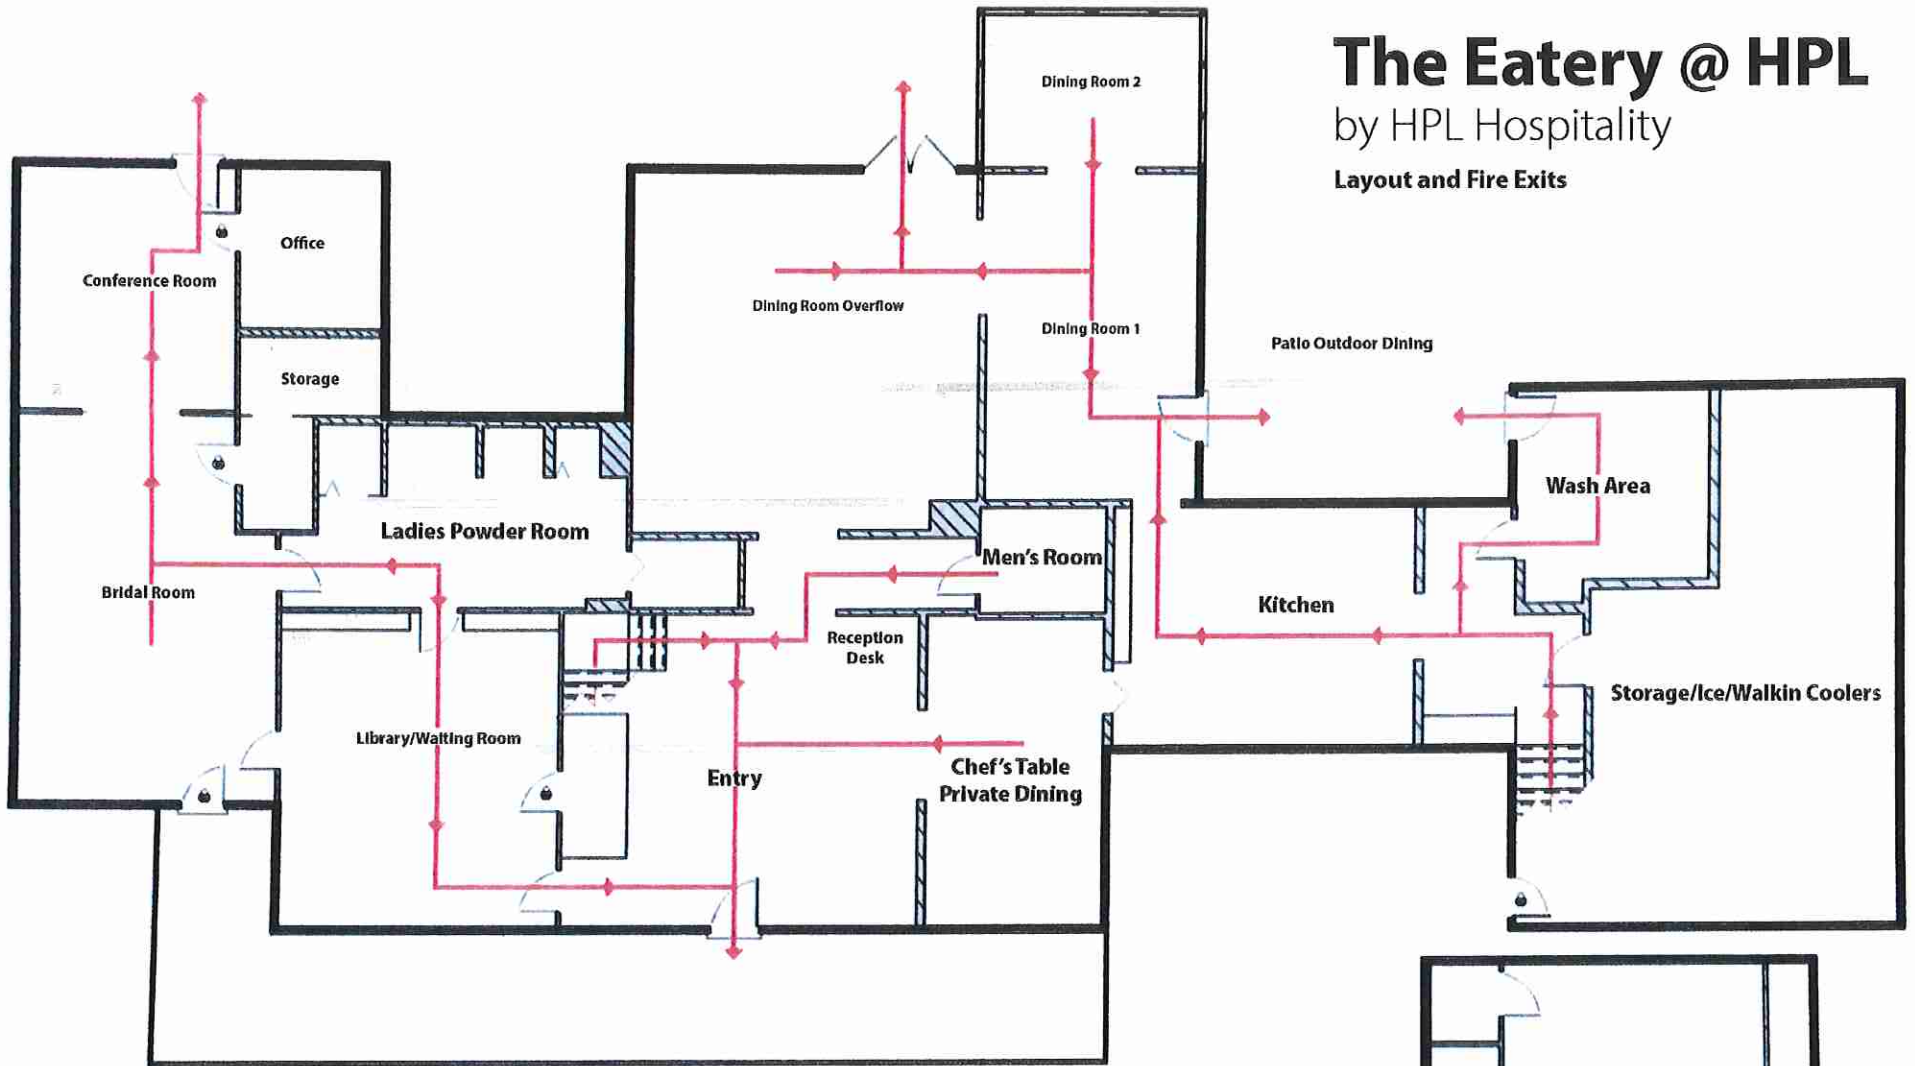 The Eatery @ HPL
by HPL Hospitality
Layout and Fire Exits
Dining Room 2
Office
Conference Room
Dining Room Overflow
Dining Room 1
Patio Outdoor Dining
Storage
Wash Area
Ladies Powder Room
Men's Room
Bridal Room
Kitchen
Reception
Desk
Storage/Ice/Walkin Coolers
Library/Waiting Room
Entry
Chef's Table
Private Dining